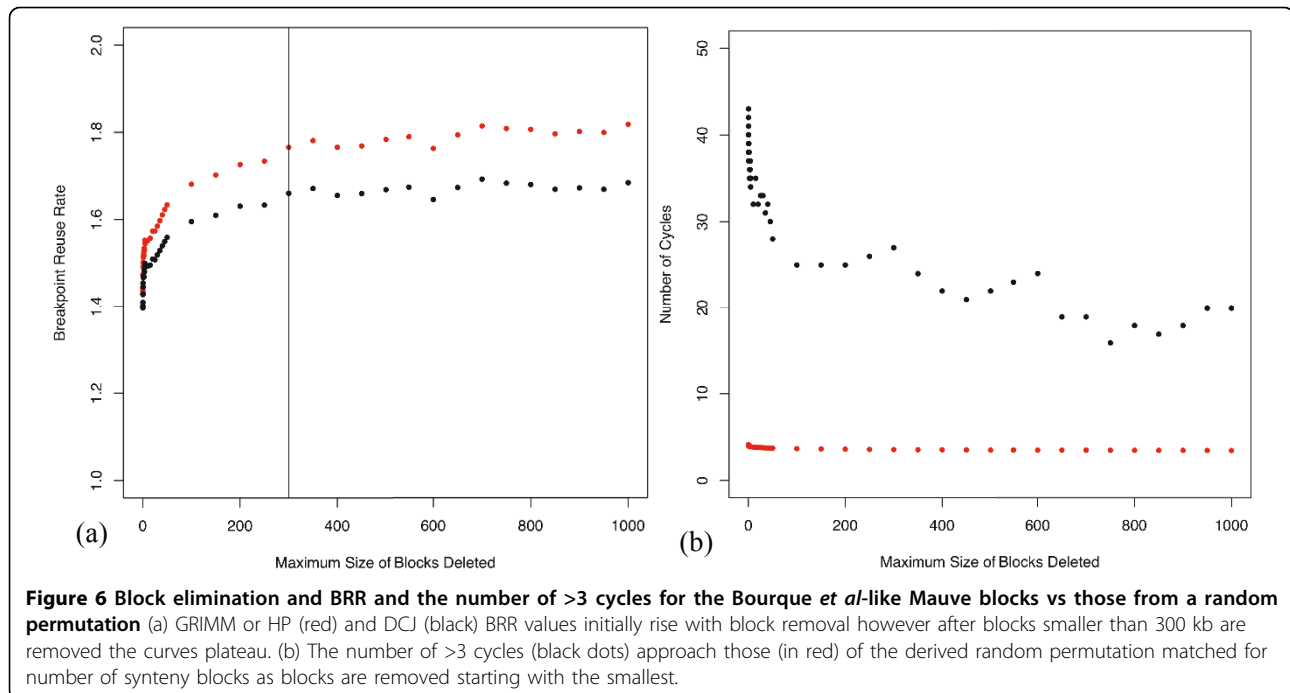 2.0
1.8
1.6
1.4
1.2
1.0
Breakpoint Reuse Rate
0 200 400 600 800 1000
Maximum Size of Blocks Deleted
(a)
50
40
30
20
10
0
Number of Cycles
0 200 400 600 800 1000
Maximum Size of Blocks Deleted
(b)
Figure 6 Block elimination and BRR and the number of >3 cycles for the Bourque et al-like Mauve blocks vs those from a random
permutation (a) GRIMM or HP (red) and DCJ (black) BRR values initially rise with block removal however after blocks smaller than 300 kb are
removed the curves plateau. (b) The number of >3 cycles (black dots) approach those (in red) of the derived random permutation matched for
number of synteny blocks as blocks are removed starting with the smallest.